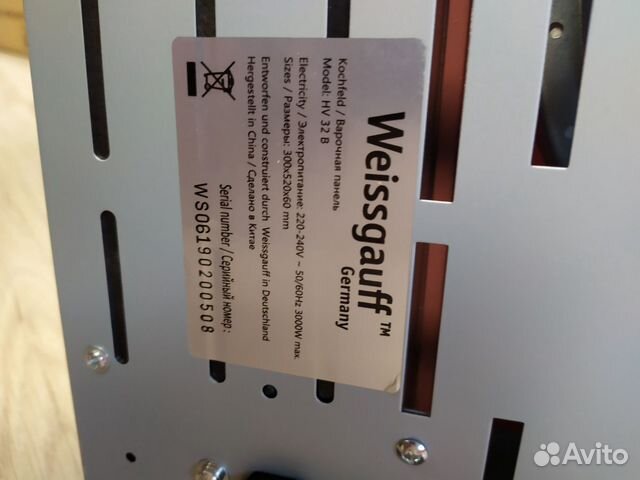 Weissgauff™
Germany
Kochfeld / Варочная панель
Model: HV 32 B
Electricity / Электропитание: 220-240V ~ 50/60Hz 3000W max.
Sizes / Размеры: 300x520x60 mm
Entworfen und construiert durch Weissgauff in Deutschland
Hergestellt in China / Сделано в Китае
Serial number / Серийный номер:
WS06190200508
Avito